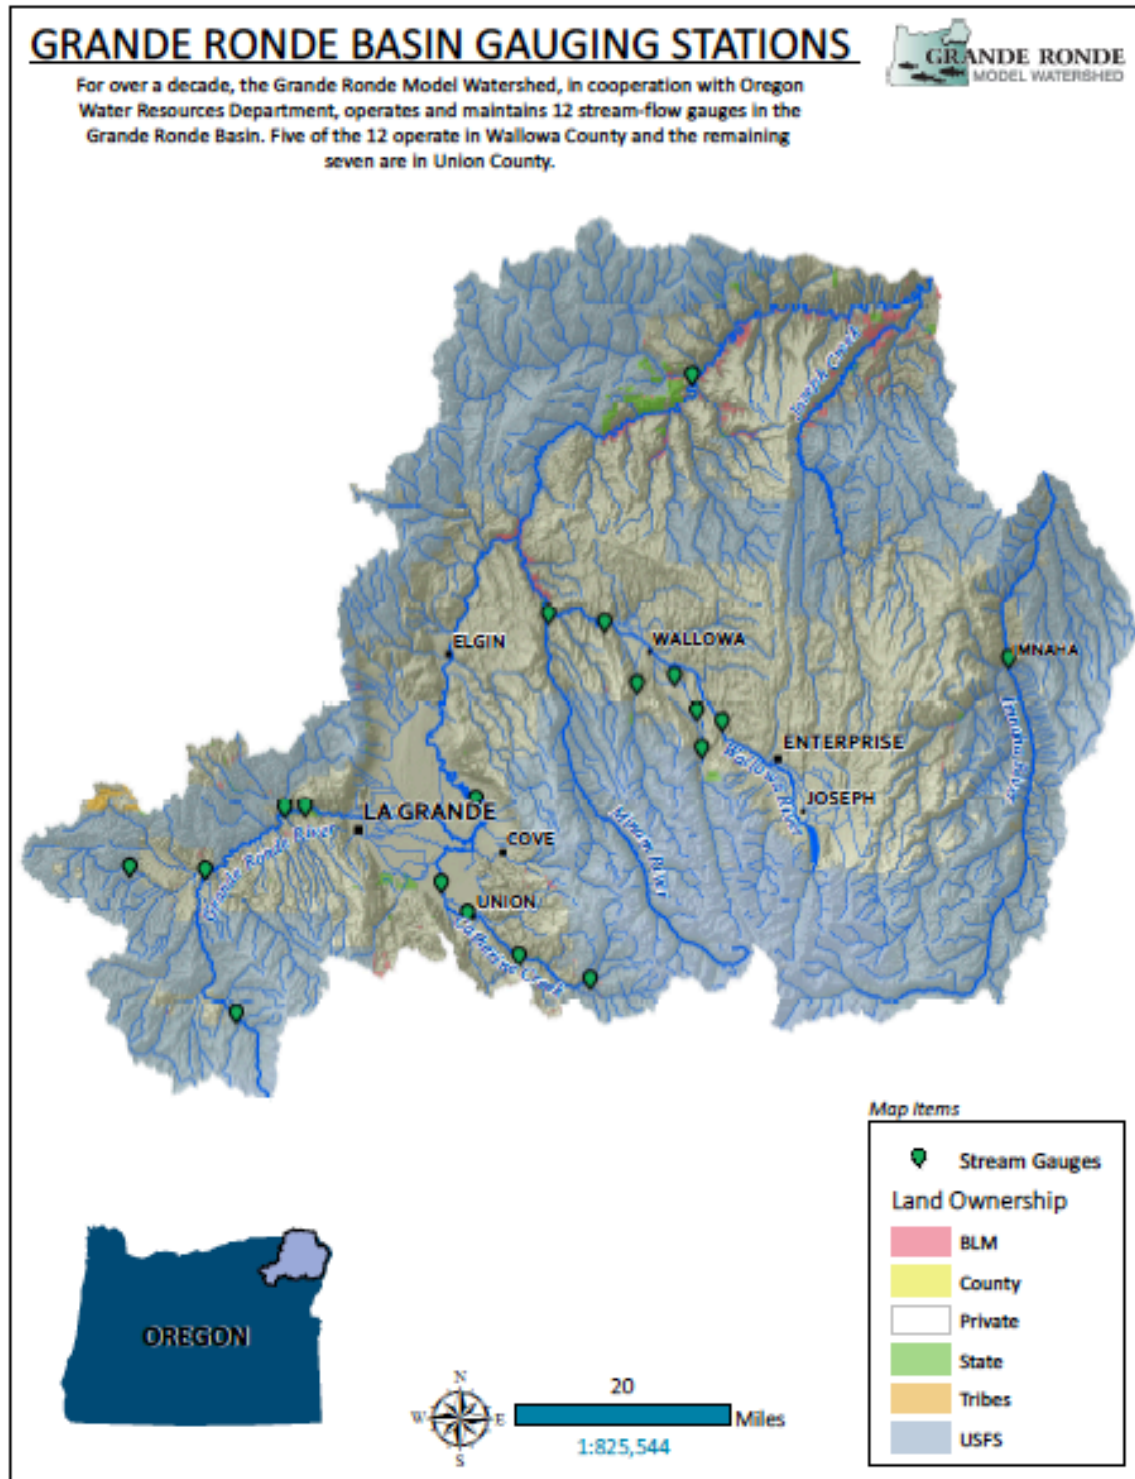 GRANDE RONDE BASIN GAUGING STATIONS
GRANDE RONDE
MODEL WATERSHED
For over a decade, the Grande Ronde Model Watershed, in cooperation with Oregon
Water Resources Department, operates and maintains 12 stream-flow gauges in the
Grande Ronde Basin. Five of the 12 operate in Wallowa County and the remaining
seven are in Union County.
Joseph Creek
ELGIN
WALLOWA
IMNAHA
Imnaha River
ENTERPRISE
Wallowa River
JOSEPH
LA GRANDE
Grande Ronde River
COVE
Minam River
UNION
Catherine Creek
Map Items
Stream Gauges
Land Ownership
BLM
County
Private
State
Tribes
USFS
OREGON
N
W
E
S
20
Miles
1:825,544